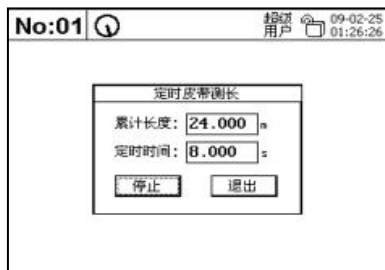 No:01 超级用户 09-02-25
01:26:26
定时皮带测长
累计长度: 24.000 m
定时时间: 8.000 s
停止 退出